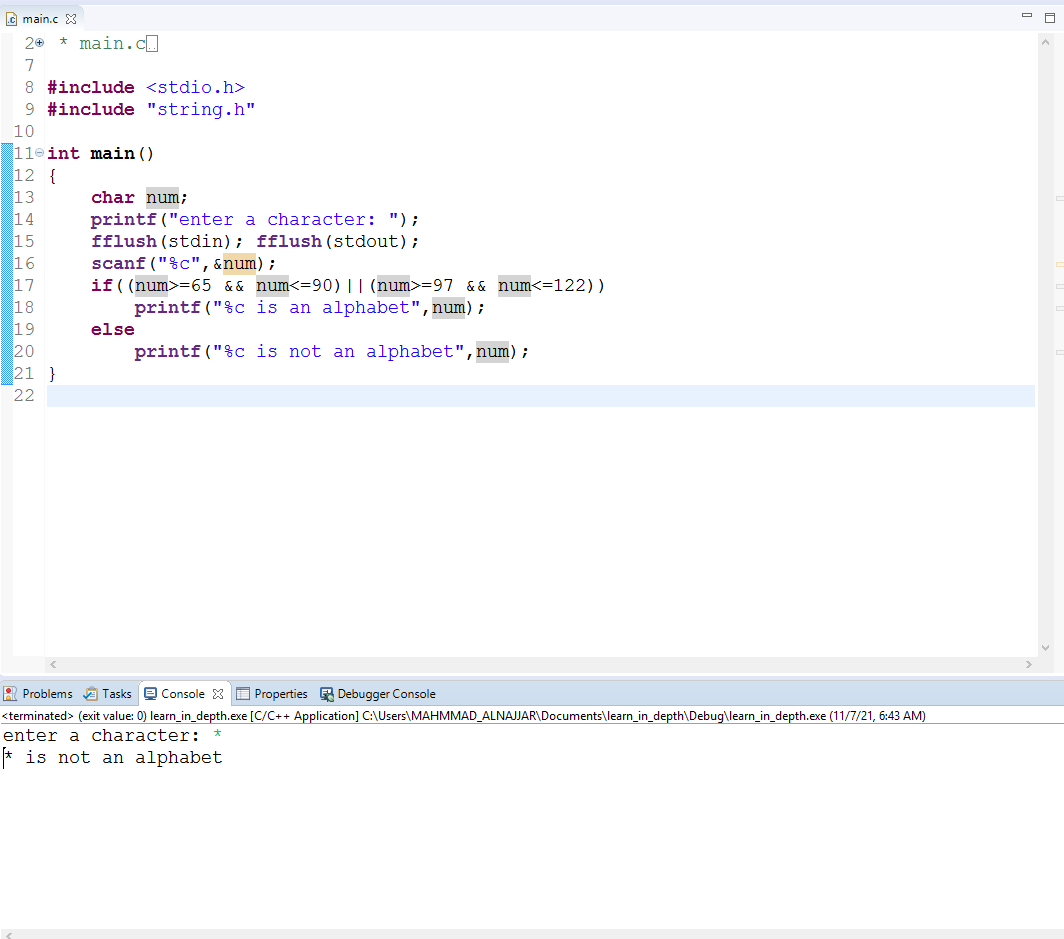 main.c
2 * main.c
7
8 #include <stdio.h>
9 #include "string.h"
10
11 int main()
12 {
13 char num;
14 printf("enter a character: ");
15 fflush(stdin); fflush(stdout);
16 scanf("%c",&num);
17 if((num>=65 && num<=90)||(num>=97 && num<=122))
18 printf("%c is an alphabet",num);
19 else
20 printf("%c is not an alphabet",num);
21 }
22
Problems Tasks Console Properties Debugger Console
<terminated> (exit value: 0) learn_in_depth.exe [C/C++ Application] C:\Users\MAHMMAD_ALNAJJAR\Documents\learn_in_depth\Debug\learn_in_depth.exe (11/7/21, 6:43 AM)
enter a character: *
* is not an alphabet